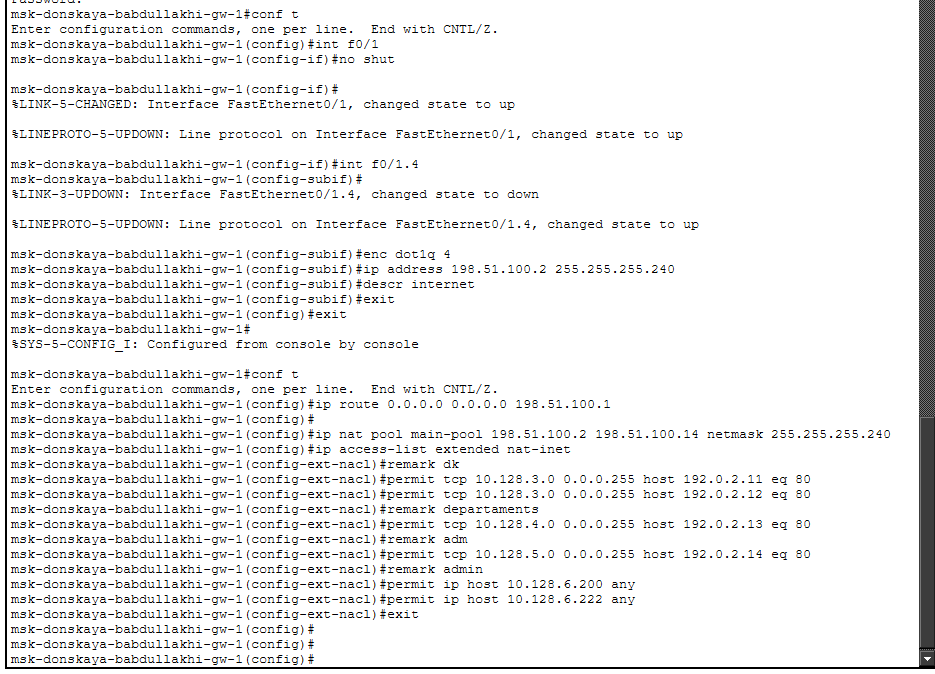 Password:
msk-donskaya-babdullakhi-gw-1#conf t
Enter configuration commands, one per line.  End with CNTL/Z.
msk-donskaya-babdullakhi-gw-1(config)#int f0/1
msk-donskaya-babdullakhi-gw-1(config-if)#no shut
msk-donskaya-babdullakhi-gw-1(config-if)#
%LINK-5-CHANGED: Interface FastEthernet0/1, changed state to up
%LINEPROTO-5-UPDOWN: Line protocol on Interface FastEthernet0/1, changed state to up
msk-donskaya-babdullakhi-gw-1(config-if)#int f0/1.4
msk-donskaya-babdullakhi-gw-1(config-subif)#
%LINK-3-UPDOWN: Interface FastEthernet0/1.4, changed state to down
%LINEPROTO-5-UPDOWN: Line protocol on Interface FastEthernet0/1.4, changed state to up
msk-donskaya-babdullakhi-gw-1(config-subif)#enc dot1q 4
msk-donskaya-babdullakhi-gw-1(config-subif)#ip address 198.51.100.2 255.255.255.240
msk-donskaya-babdullakhi-gw-1(config-subif)#descr internet
msk-donskaya-babdullakhi-gw-1(config-subif)#exit
msk-donskaya-babdullakhi-gw-1(config)#exit
msk-donskaya-babdullakhi-gw-1#
%SYS-5-CONFIG_I: Configured from console by console
msk-donskaya-babdullakhi-gw-1#conf t
Enter configuration commands, one per line.  End with CNTL/Z.
msk-donskaya-babdullakhi-gw-1(config)#ip route 0.0.0.0 0.0.0.0 198.51.100.1
msk-donskaya-babdullakhi-gw-1(config)#
msk-donskaya-babdullakhi-gw-1(config)#ip nat pool main-pool 198.51.100.2 198.51.100.14 netmask 255.255.255.240
msk-donskaya-babdullakhi-gw-1(config)#ip access-list extended nat-inet
msk-donskaya-babdullakhi-gw-1(config-ext-nacl)#remark dk
msk-donskaya-babdullakhi-gw-1(config-ext-nacl)#permit tcp 10.128.3.0 0.0.0.255 host 192.0.2.11 eq 80
msk-donskaya-babdullakhi-gw-1(config-ext-nacl)#permit tcp 10.128.3.0 0.0.0.255 host 192.0.2.12 eq 80
msk-donskaya-babdullakhi-gw-1(config-ext-nacl)#remark departaments
msk-donskaya-babdullakhi-gw-1(config-ext-nacl)#permit tcp 10.128.4.0 0.0.0.255 host 192.0.2.13 eq 80
msk-donskaya-babdullakhi-gw-1(config-ext-nacl)#remark adm
msk-donskaya-babdullakhi-gw-1(config-ext-nacl)#permit tcp 10.128.5.0 0.0.0.255 host 192.0.2.14 eq 80
msk-donskaya-babdullakhi-gw-1(config-ext-nacl)#remark admin
msk-donskaya-babdullakhi-gw-1(config-ext-nacl)#permit ip host 10.128.6.200 any
msk-donskaya-babdullakhi-gw-1(config-ext-nacl)#permit ip host 10.128.6.222 any
msk-donskaya-babdullakhi-gw-1(config-ext-nacl)#exit
msk-donskaya-babdullakhi-gw-1(config)#
msk-donskaya-babdullakhi-gw-1(config)#
msk-donskaya-babdullakhi-gw-1(config)#